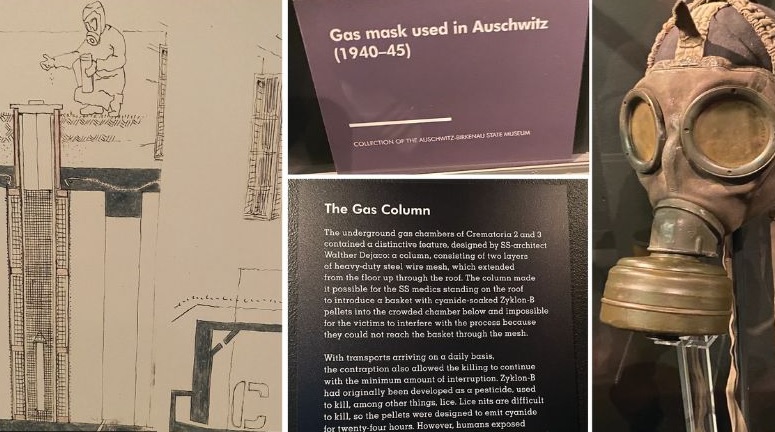 Gas mask used in Auschwitz
(1940–45)
COLLECTION OF THE AUSCHWITZ-BIRKENAU STATE MUSEUM
The Gas Column
The underground gas chambers of Crematoria 2 and 3
contained a distinctive feature, designed by SS-architect
Walther Dejaco: a column, consisting of two layers
of heavy-duty steel wire mesh, which extended
from the floor up through the roof. The column made
it possible for the SS medics standing on the roof
to introduce a basket with cyanide-soaked Zyklon-B
pellets into the crowded chamber below and impossible
for the victims to interfere with the process because
they could not reach the basket through the mesh.
With transports arriving on a daily basis,
the contraption also allowed the killing to continue
with the minimum amount of interruption. Zyklon-B
had originally been developed as a pesticide, used
to kill, among other things, lice. Lice nits are difficult
to kill, so the pellets were designed to emit cyanide
for twenty-four hours. However, humans exposed